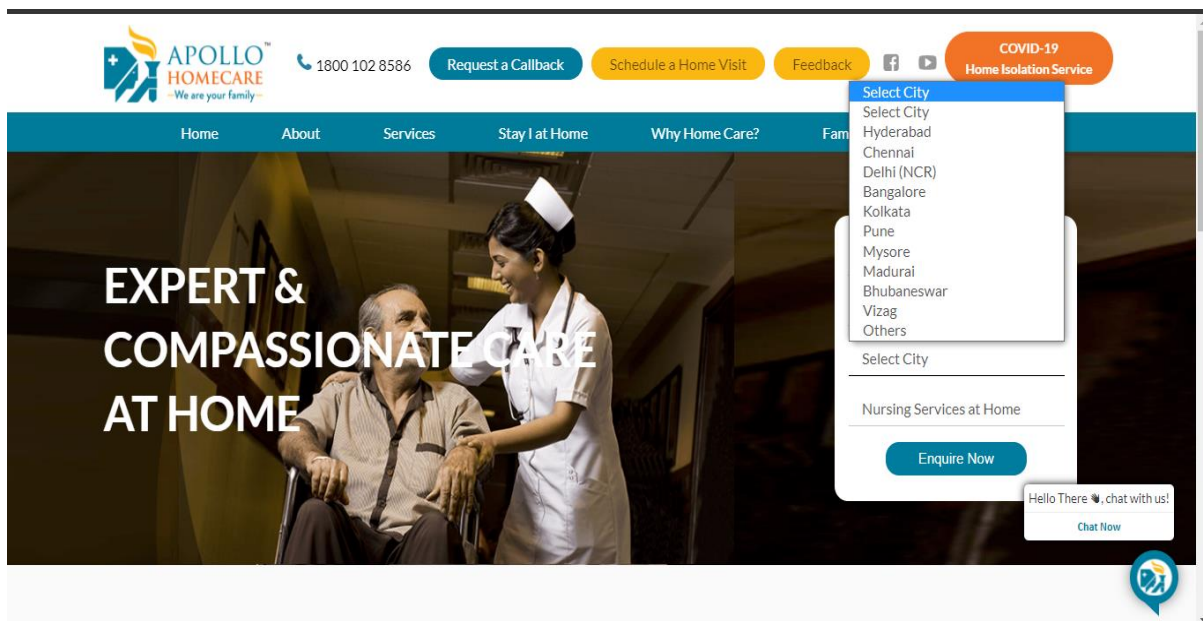 APOLLO™
HOMECARE
We are your family
1800 102 8586
Request a Callback
Schedule a Home Visit
Feedback
COVID-19
Home Isolation Service
Home
About
Services
Stay I at Home
Why Home Care?
Fam
Select City
Select City
Hyderabad
Chennai
Delhi (NCR)
Bangalore
Kolkata
Pune
Mysore
Madurai
Bhubaneswar
Vizag
Others
EXPERT &
COMPASSIONATE CARE
AT HOME
Select City
Nursing Services at Home
Enquire Now
Hello There 👋, chat with us!
Chat Now